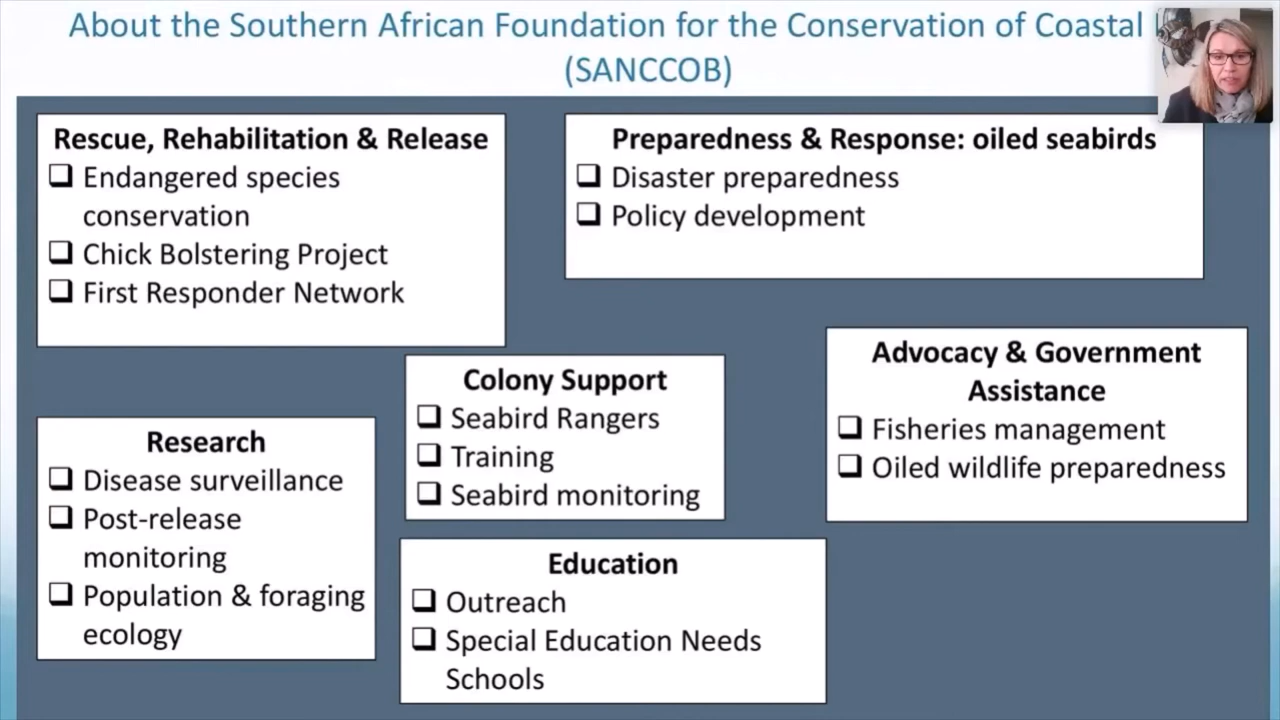 About the Southern African Foundation for the Conservation of Coastal
(SANCCOB)
Rescue, Rehabilitation & Release
❑ Endangered species
conservation
❑ Chick Bolstering Project
❑ First Responder Network
Preparedness & Response: oiled seabirds
❑ Disaster preparedness
❑ Policy development
Advocacy & Government
Assistance
❑ Fisheries management
❑ Oiled wildlife preparedness
Colony Support
❑ Seabird Rangers
❑ Training
❑ Seabird monitoring
Research
❑ Disease surveillance
❑ Post-release
monitoring
❑ Population & foraging
ecology
Education
❑ Outreach
❑ Special Education Needs
Schools